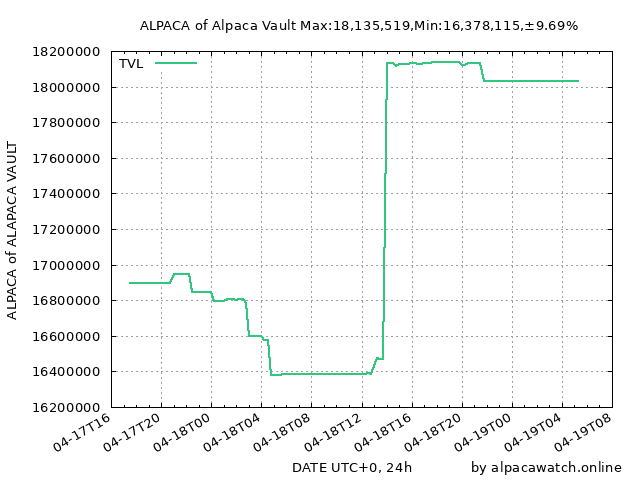 ALPACA of Alpaca Vault Max:18,135,519,Min:16,378,115,±9.69%
TVL
ALPACA of ALAPACA VAULT
18200000
18000000
17800000
17600000
17400000
17200000
17000000
16800000
16600000
16400000
16200000
04-17T16
04-17T20
04-18T00
04-18T04
04-18T08
04-18T12
04-18T16
04-18T20
04-19T00
04-19T04
04-19T08
DATE UTC+0, 24h
by alpacawatch.online